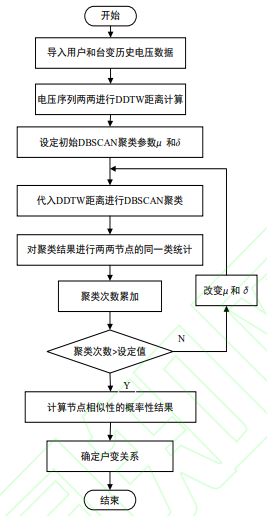 开始
导入用户和台变历史电压数据
电压序列两两进行DDTW距离计算
设定初始DBSCAN聚类参数μ 和δ
代入DDTW距离进行DBSCAN聚类
对聚类结果进行两两节点的同一类统计
聚类次数累加
改变μ 和 δ
聚类次数>设定值
N
Y
计算节点相似性的概率性结果
确定户变关系
结束